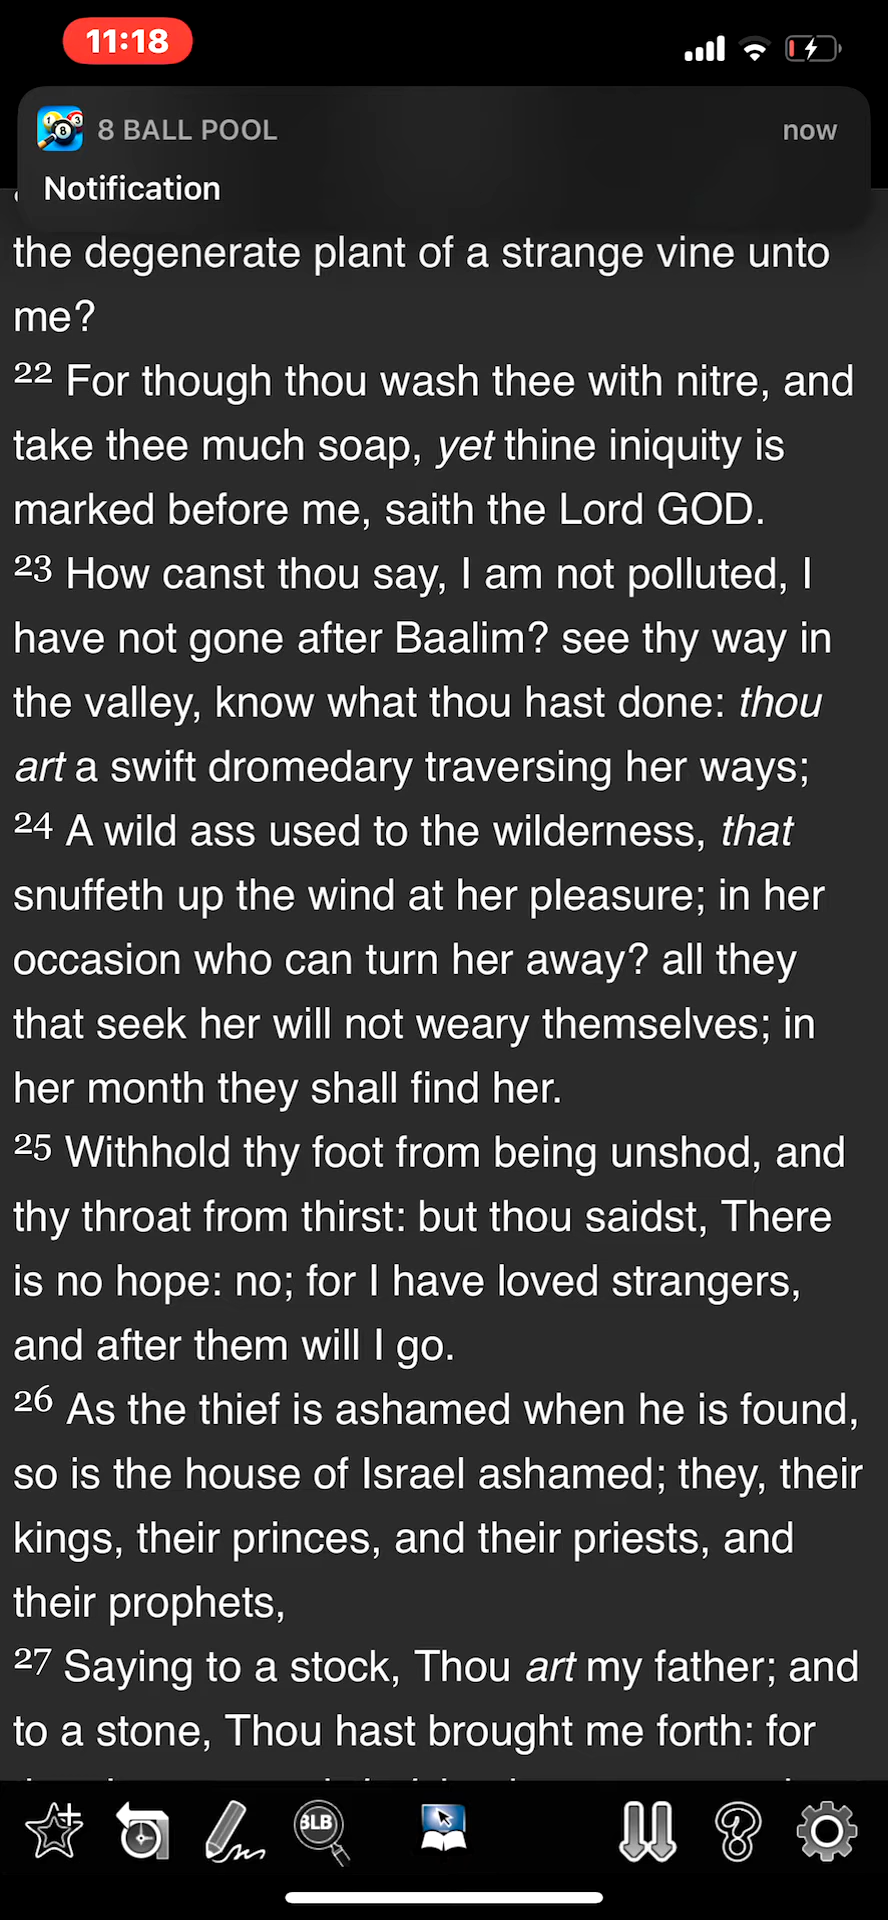 11:18
8 BALL POOL
now
Notification
the degenerate plant of a strange vine unto
me?
22 For though thou wash thee with nitre, and
take thee much soap, yet thine iniquity is
marked before me, saith the Lord GOD.
23 How canst thou say, I am not polluted, I
have not gone after Baalim? see thy way in
the valley, know what thou hast done: thou
art a swift dromedary traversing her ways;
24 A wild ass used to the wilderness, that
snuffeth up the wind at her pleasure; in her
occasion who can turn her away? all they
that seek her will not weary themselves; in
her month they shall find her.
25 Withhold thy foot from being unshod, and
thy throat from thirst: but thou saidst, There
is no hope: no; for I have loved strangers,
and after them will I go.
26 As the thief is ashamed when he is found,
so is the house of Israel ashamed; they, their
kings, their princes, and their priests, and
their prophets,
27 Saying to a stock, Thou art my father; and
to a stone, Thou hast brought me forth: for
BLB